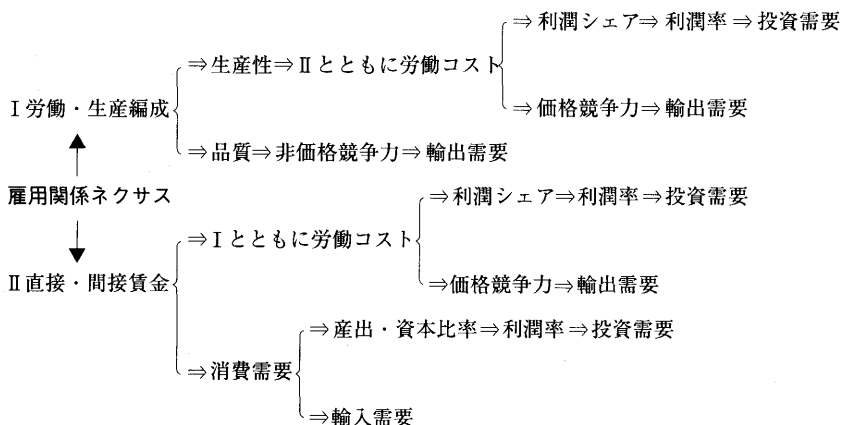 ⇒利潤シェア⇒利潤率⇒投資需要
⇒生産性⇒Ⅱとともに労働コスト
Ⅰ労働・生産編成
⇒価格競争力⇒輸出需要
⇒品質⇒非価格競争力⇒輸出需要
雇用関係ネクサス
⇒利潤シェア⇒利潤率⇒投資需要
⇒Ⅰとともに労働コスト
Ⅱ直接・間接賃金
⇒価格競争力⇒輸出需要
⇒産出・資本比率⇒利潤率⇒投資需要
⇒消費需要
⇒輸入需要